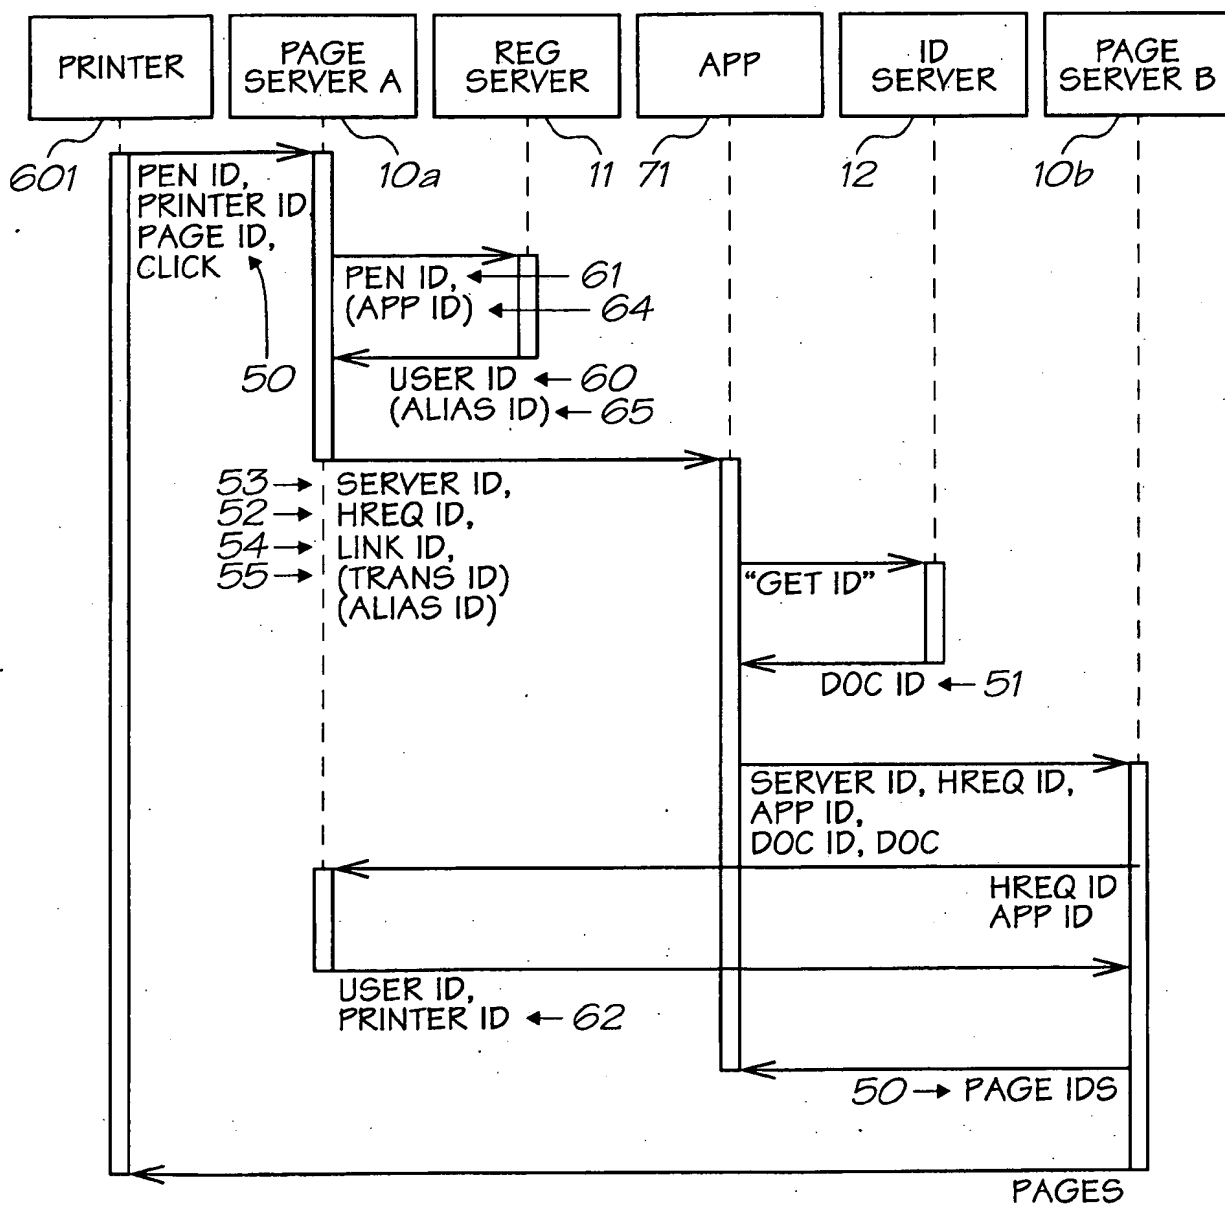 PRINTER
PAGE
SERVER A
REG
SERVER
APP
ID
SERVER
PAGE
SERVER B
601
10a
11
71
12
10b
PEN ID,
PRINTER ID,
PAGE ID,
CLICK
50
PEN ID,
61
(APP ID)
64
USER ID
60
(ALIAS ID)
65
53
SERVER ID,
52
HREQ ID,
54
LINK ID,
55
(TRANS ID)
(ALIAS ID)
"GET ID"
DOC ID
51
SERVER ID, HREQ ID,
APP ID,
DOC ID, DOC
HREQ ID
APP ID
USER ID,
PRINTER ID
62
50
PAGE IDS
PAGES